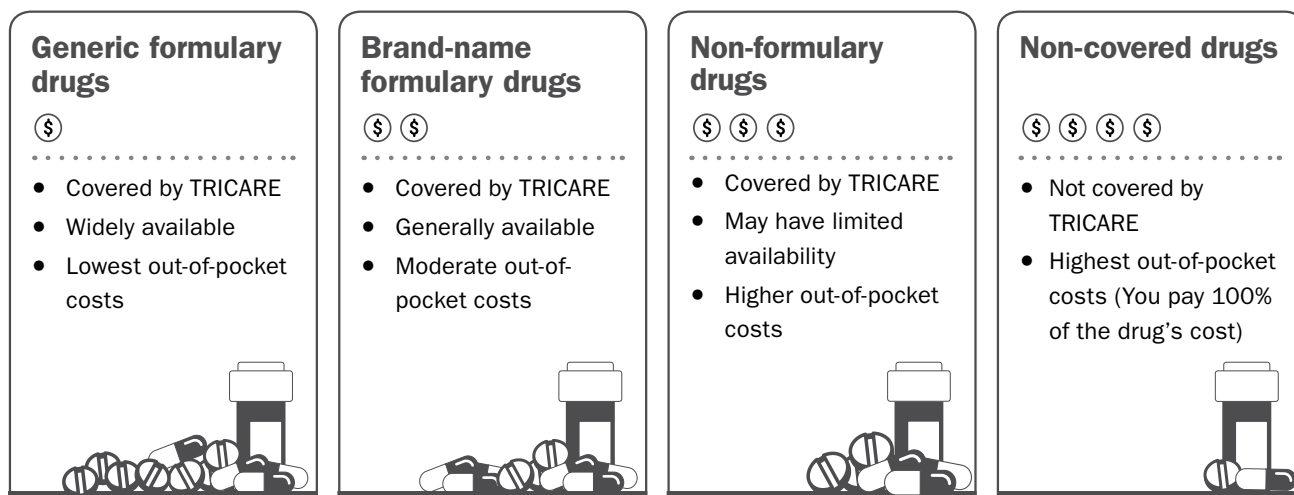 Generic formulary
drugs
$
• Covered by TRICARE
• Widely available
• Lowest out-of-pocket
costs
Brand-name
formulary drugs
$ $
• Covered by TRICARE
• Generally available
• Moderate out-of-
pocket costs
Non-formulary
drugs
$ $ $
• Covered by TRICARE
• May have limited
availability
• Higher out-of-pocket
costs
Non-covered drugs
$ $ $ $
• Not covered by
TRICARE
• Highest out-of-pocket
costs (You pay 100%
of the drug’s cost)